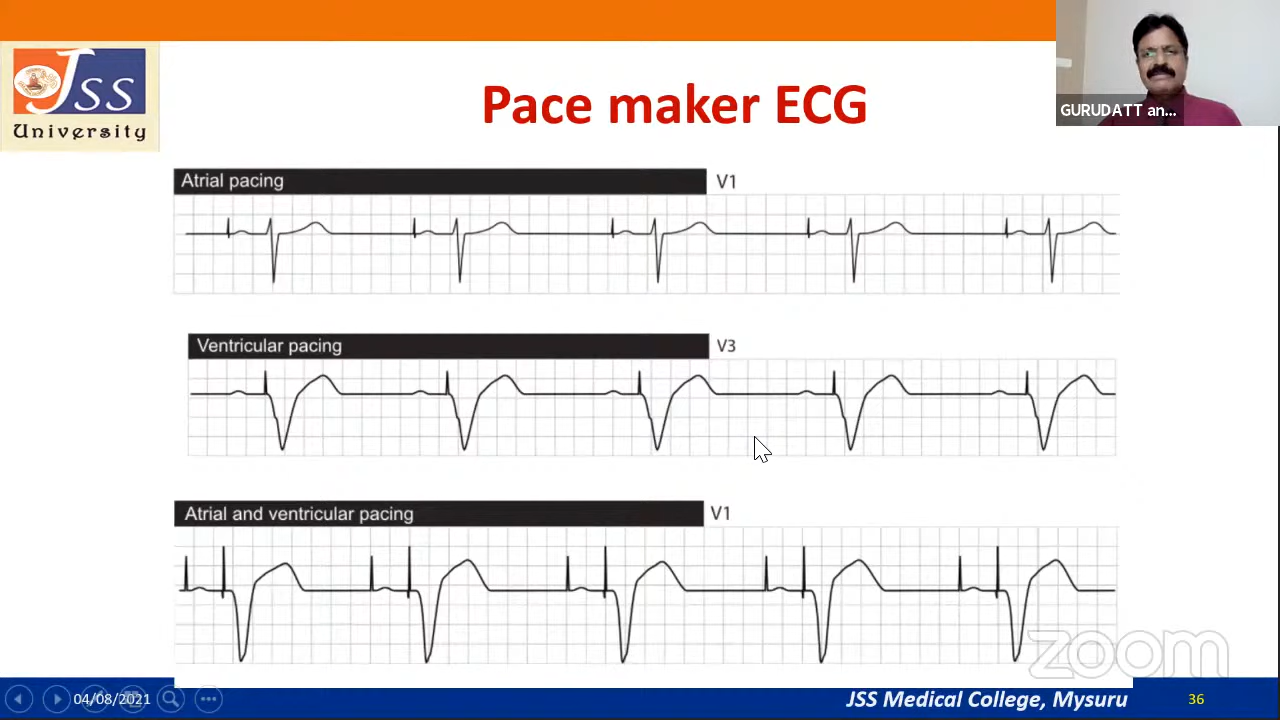 JSS
University
Pace maker ECG
GURUDATT an...
Atrial pacing
V1
Ventricular pacing
V3
Atrial and ventricular pacing
V1
zoom
04/08/2021
JSS Medical College, Mysuru
36